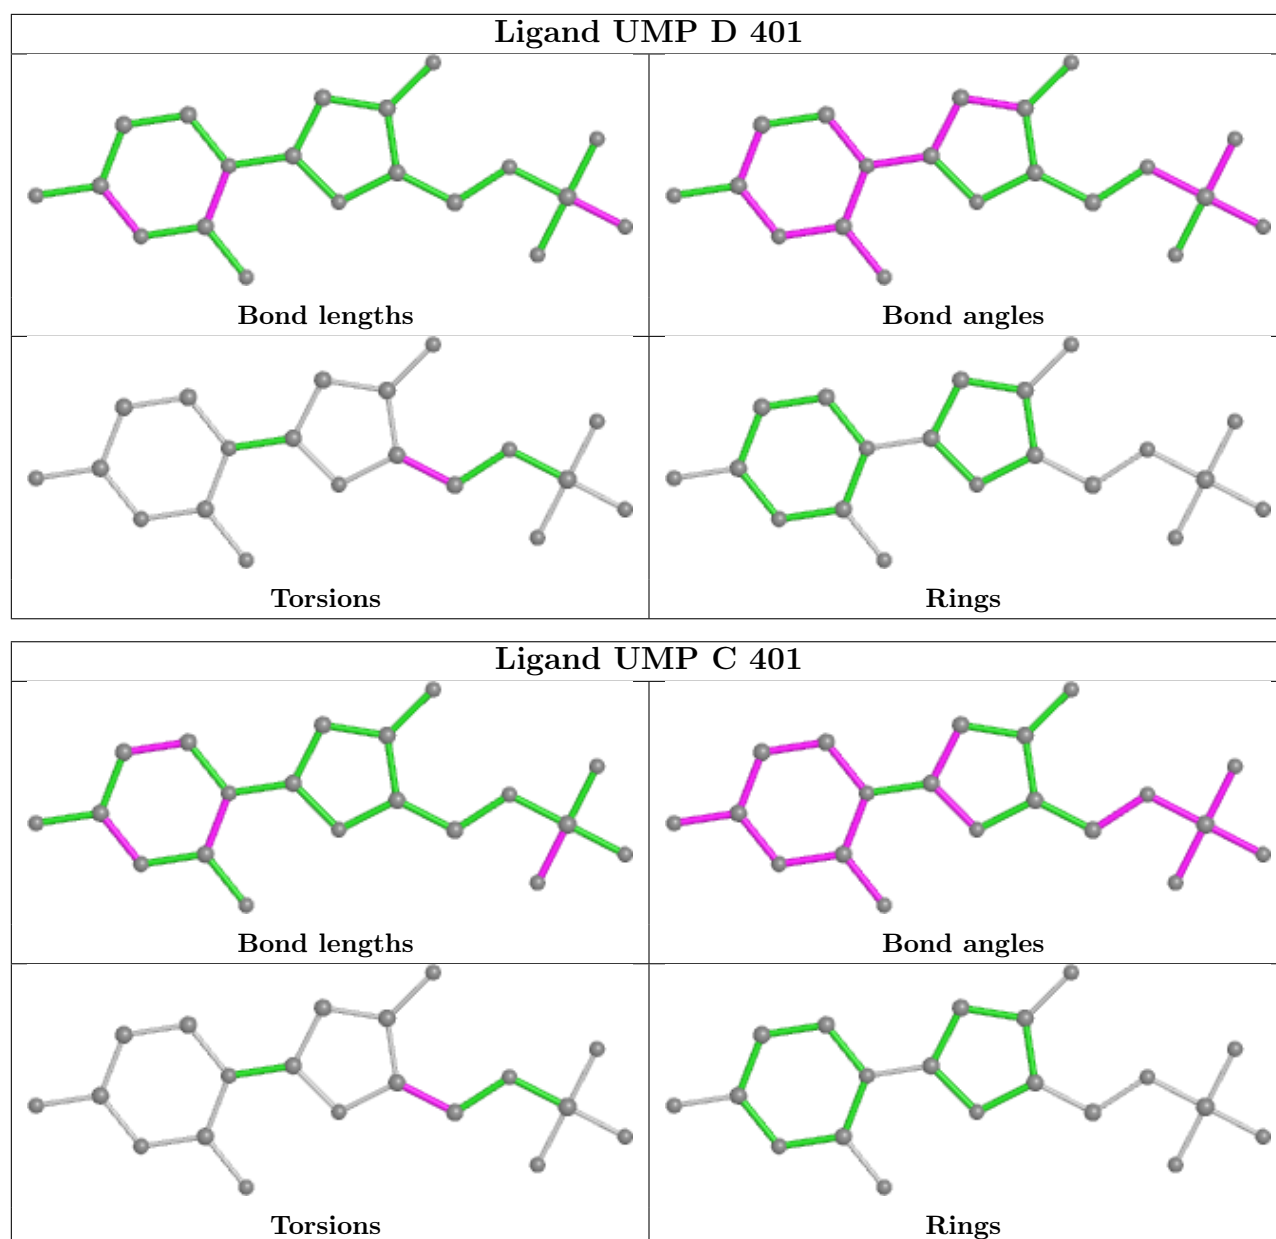 Ligand UMP D 401
Bond lengths
Bond angles
Torsions
Rings
Ligand UMP C 401
Bond lengths
Bond angles
Torsions
Rings